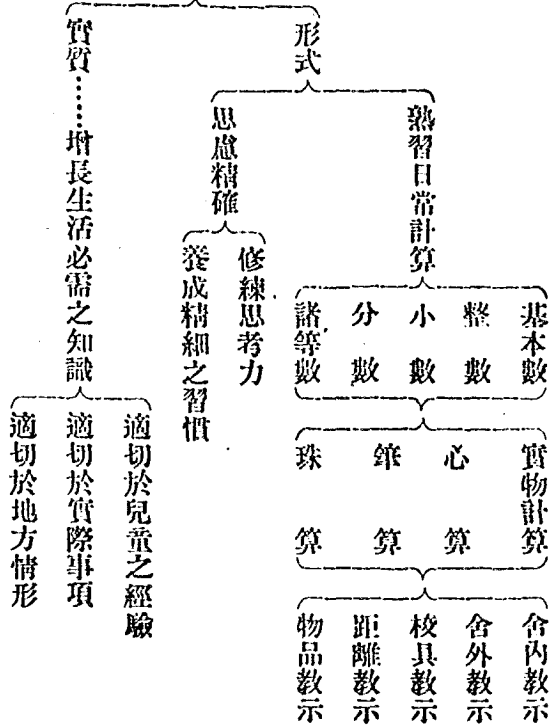 形式
熟習日常計算
基本數
整數
小數
分數
諸等數
實物計算
心算
筆算
珠算
舍內教示
舍外教示
校具教示
距離教示
物品教示
思慮精確
修練思考力
養成精細之習慣
實質……增長生活必需之知識
適切於兒童之經驗
適切於實際事項
適切於地方情形